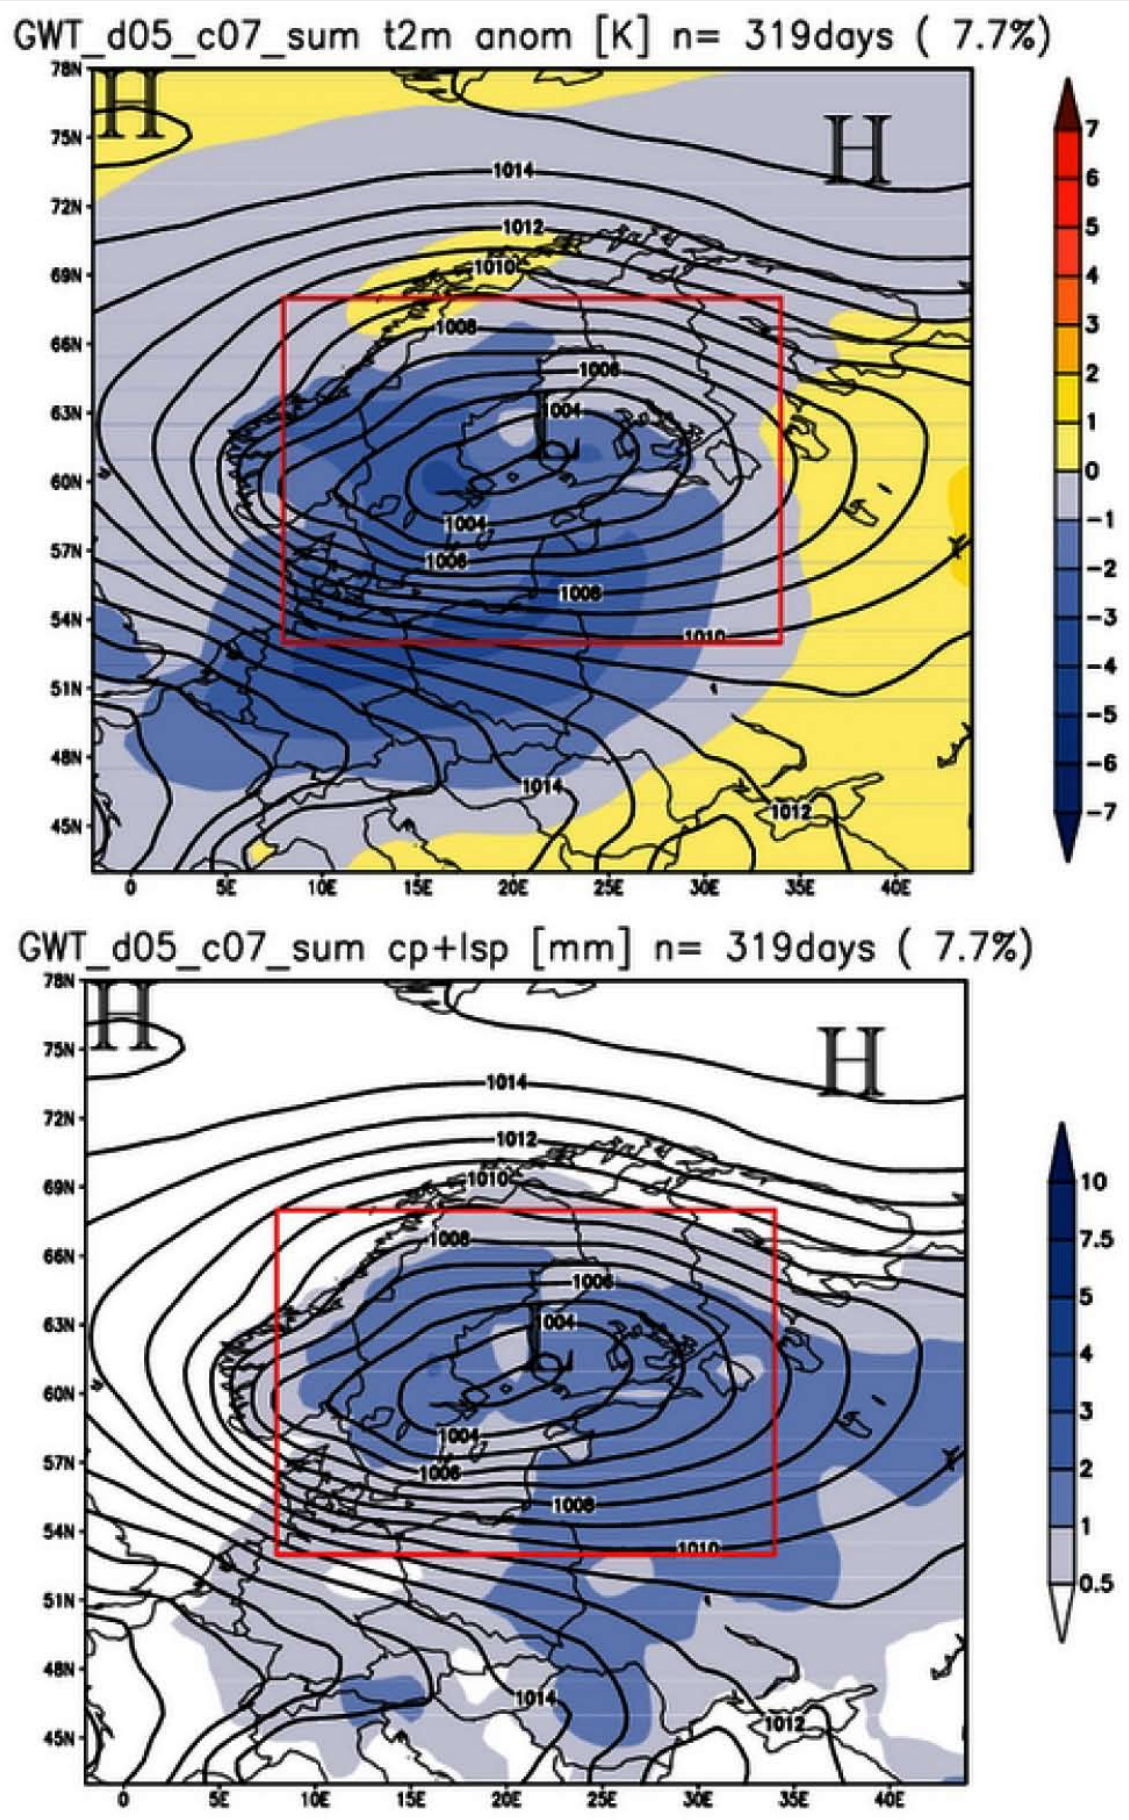 GWT_d05_c07_sum t2m anom [K] n= 319days ( 7.7%)
78N
75N
72N
69N
66N
63N
60N
57N
54N
51N
48N
45N
H
H
1014
1012
1010
1008
1006
1004
L
1004
1006
1008
1010
1014
1012
0
5E
10E
15E
20E
25E
30E
35E
40E
7
6
5
4
3
2
1
0
-1
-2
-3
-4
-5
-6
-7
GWT_d05_c07_sum cp+lsp [mm] n= 319days ( 7.7%)
78N
75N
72N
69N
66N
63N
60N
57N
54N
51N
48N
45N
H
H
1014
1012
1010
1008
1006
1004
L
1004
1006
1008
1010
1014
1012
0
5E
10E
15E
20E
25E
30E
35E
40E
10
7.5
5
4
3
2
1
0.5